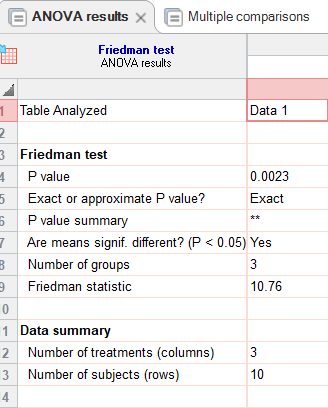 ANOVA results × Multiple comparisons
Friedman test
ANOVA results
1 Table Analyzed Data 1
2
3 Friedman test
4 P value 0.0023
5 Exact or approximate P value? Exact
6 P value summary **
7 Are means signif. different? (P < 0.05) Yes
8 Number of groups 3
9 Friedman statistic 10.76
0
1 Data summary
2 Number of treatments (columns) 3
3 Number of subjects (rows) 10
4